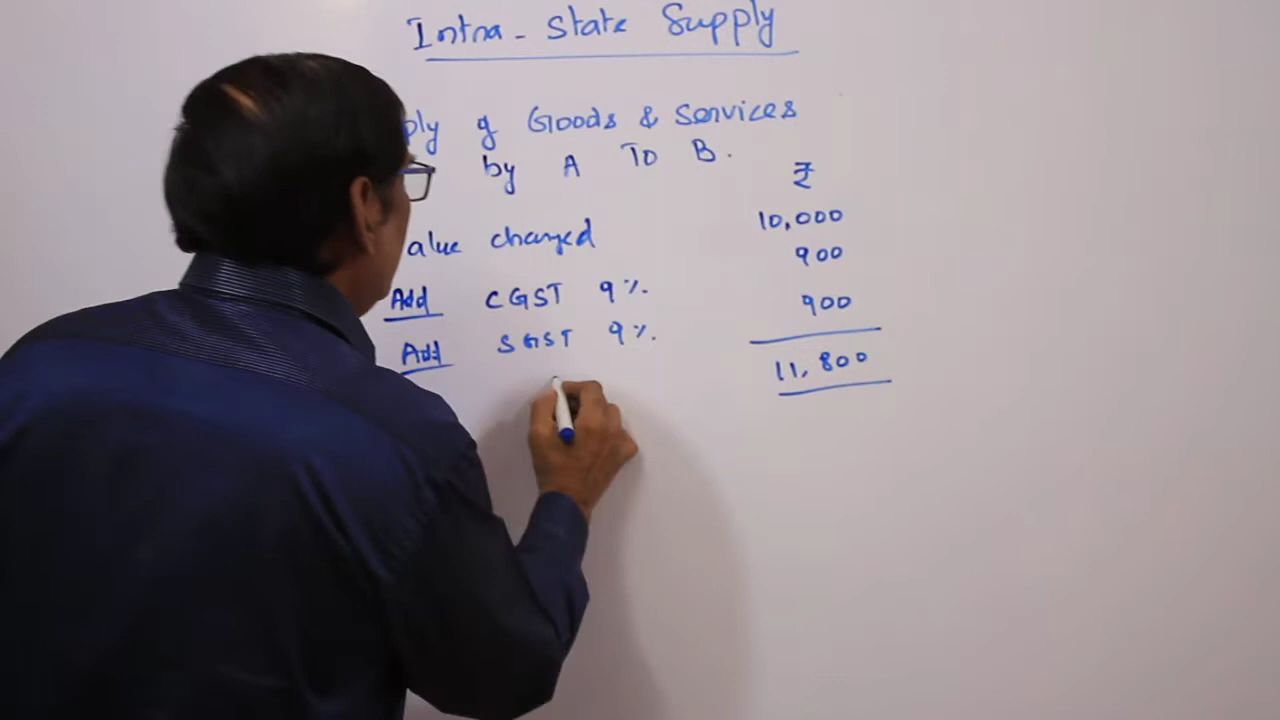 Intra - State Supply
ply of Goods & Services
by A To B.
₹
alue charged 10,000
900
Add CGST 9%. 900
Add SGST 9%.
11,800